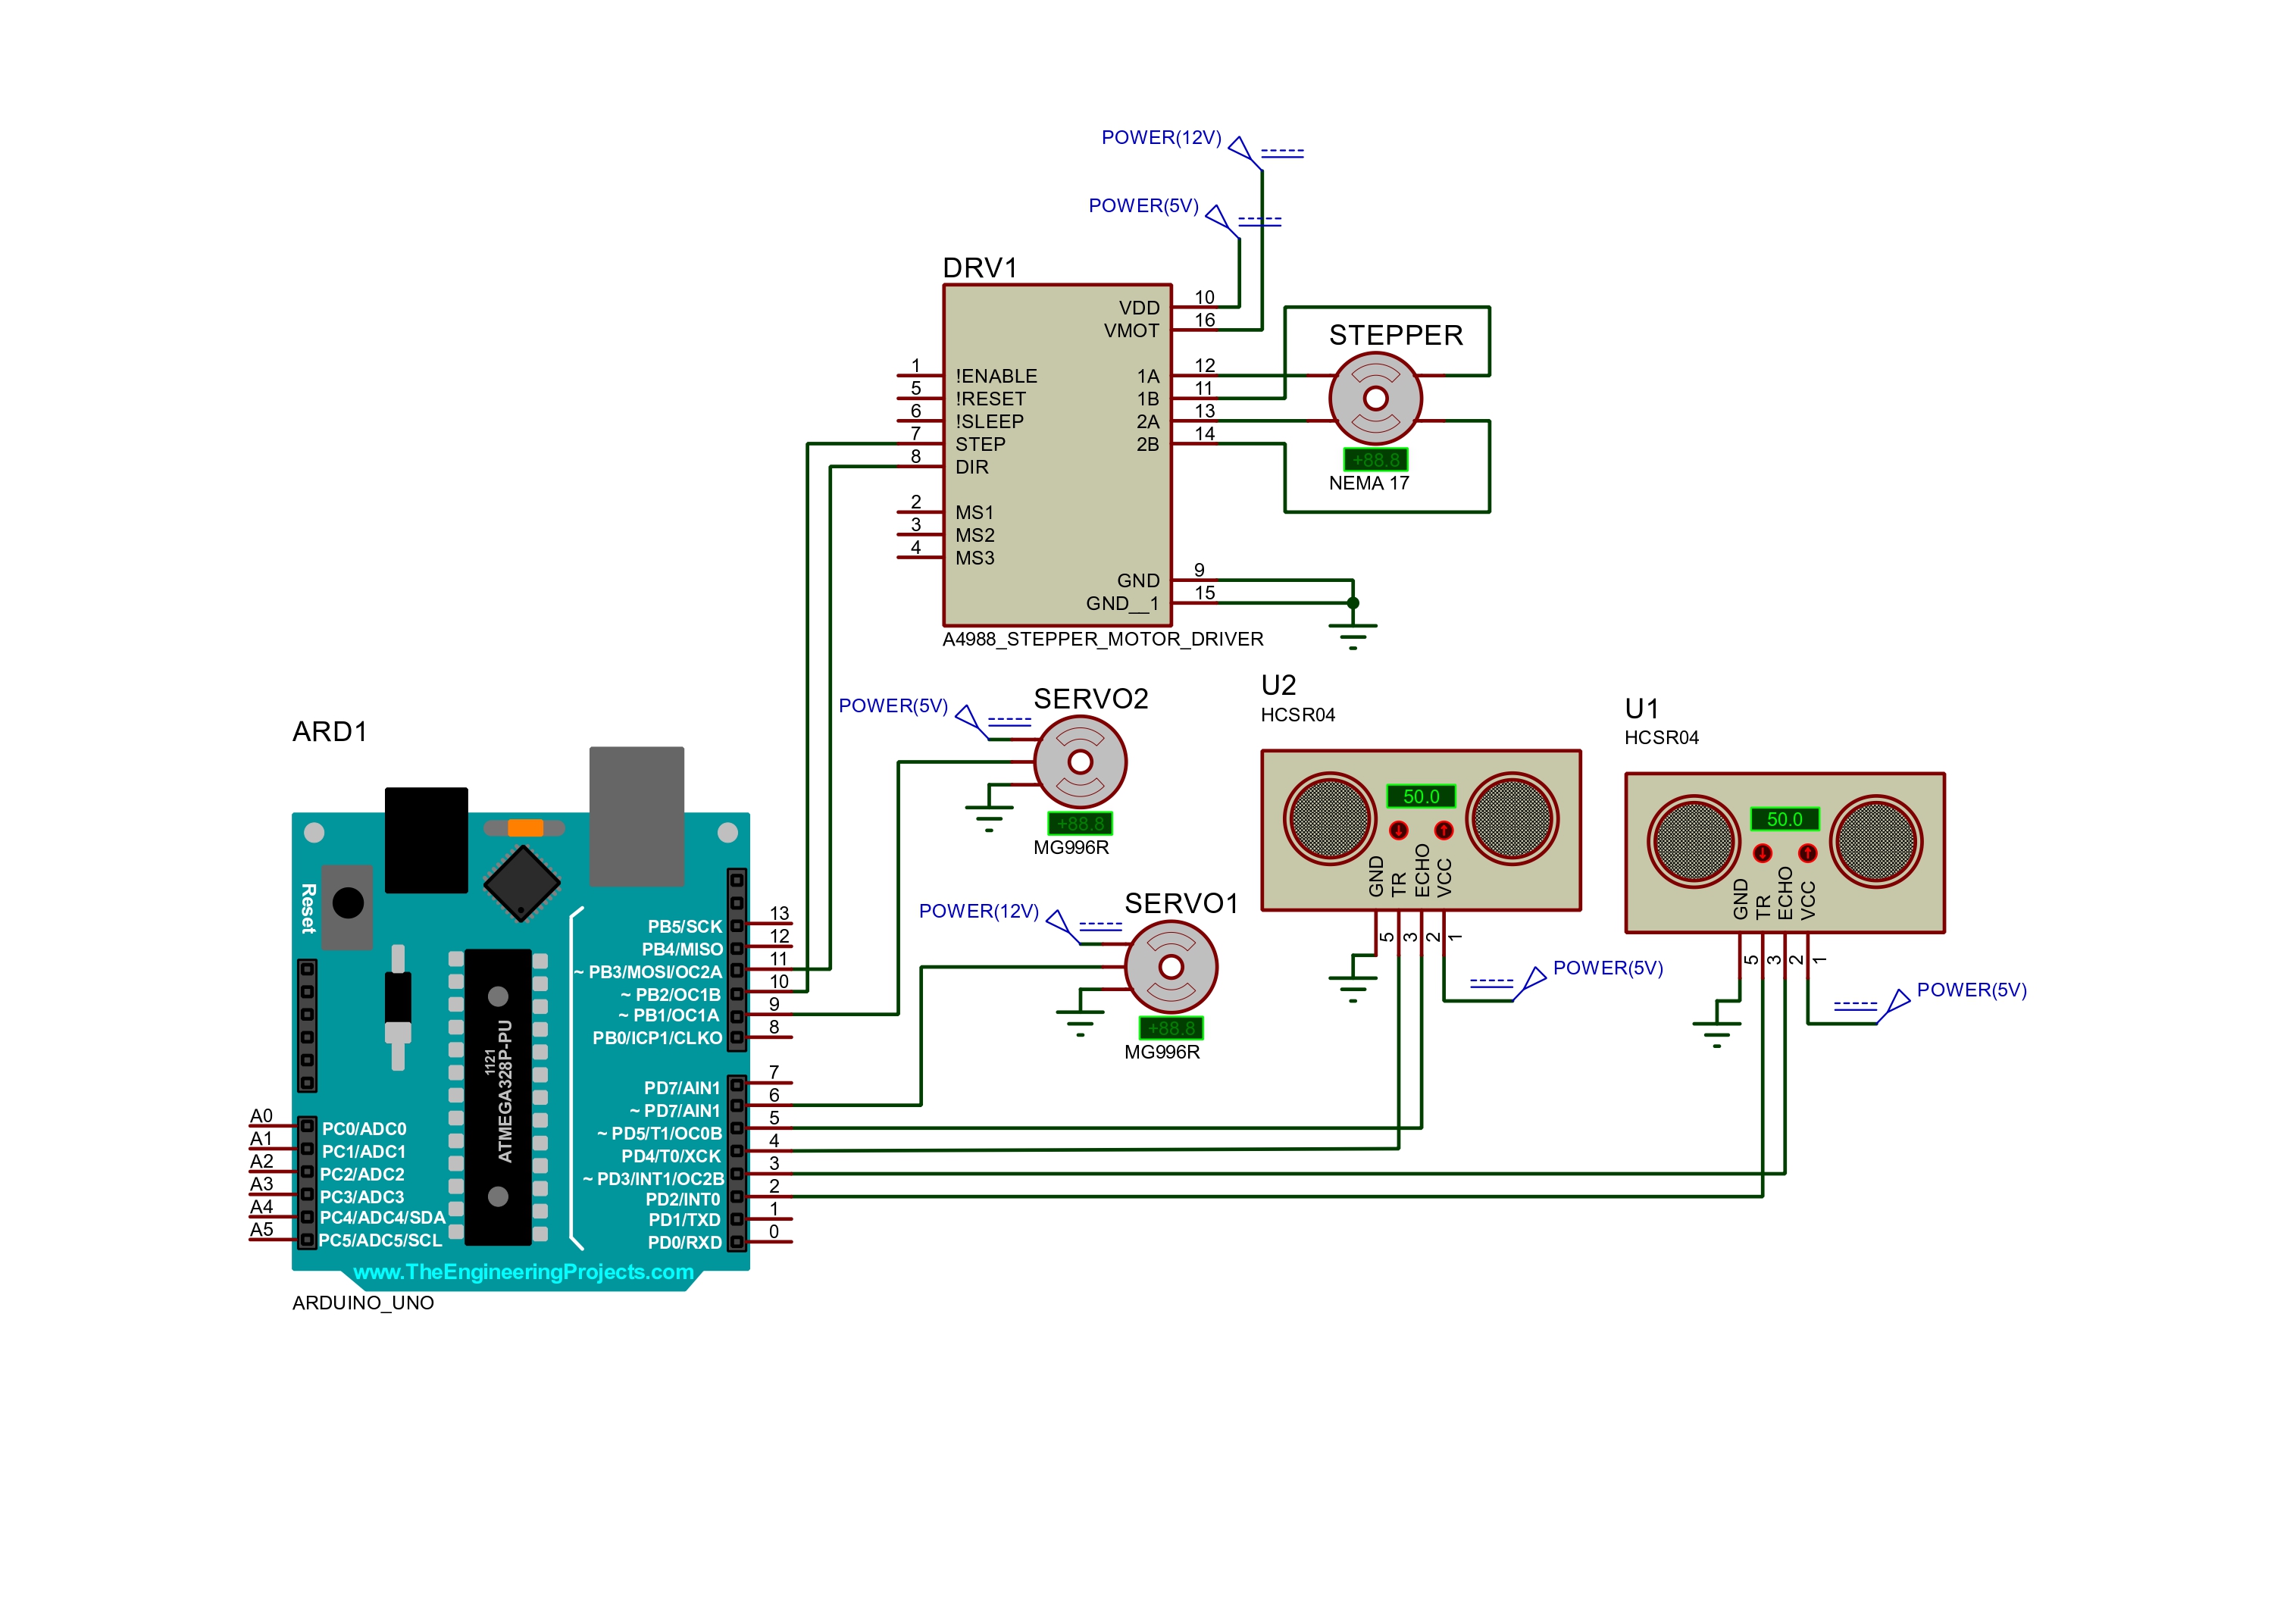 POWER(12V)
POWER(5V)
DRV1
VDD 10
VMOT 16
1 !ENABLE
5 !RESET
6 !SLEEP
7 STEP
8 DIR
2 MS1
3 MS2
4 MS3
1A 12
1B 11
2A 13
2B 14
GND 9
GND__1 15
A4988_STEPPER_MOTOR_DRIVER
STEPPER
+88.8
NEMA 17
POWER(5V)
SERVO2
+88.8
MG996R
POWER(12V)
SERVO1
+88.8
MG996R
U2
HCSR04
50.0
GND
TR
ECHO
VCC
5
3
2
1
POWER(5V)
U1
HCSR04
50.0
GND
TR
ECHO
VCC
5
3
2
1
POWER(5V)
ARD1
Reset
1121
ATMEGA328P-PU
PB5/SCK 13
PB4/MISO 12
~ PB3/MOSI/OC2A 11
~ PB2/OC1B 10
~ PB1/OC1A 9
PB0/ICP1/CLKO 8
PD7/AIN1 7
~ PD7/AIN1 6
~ PD5/T1/OC0B 5
PD4/T0/XCK 4
~ PD3/INT1/OC2B 3
PD2/INT0 2
PD1/TXD 1
PD0/RXD 0
A0 PC0/ADC0
A1 PC1/ADC1
A2 PC2/ADC2
A3 PC3/ADC3
A4 PC4/ADC4/SDA
A5 PC5/ADC5/SCL
www.TheEngineeringProjects.com
ARDUINO_UNO